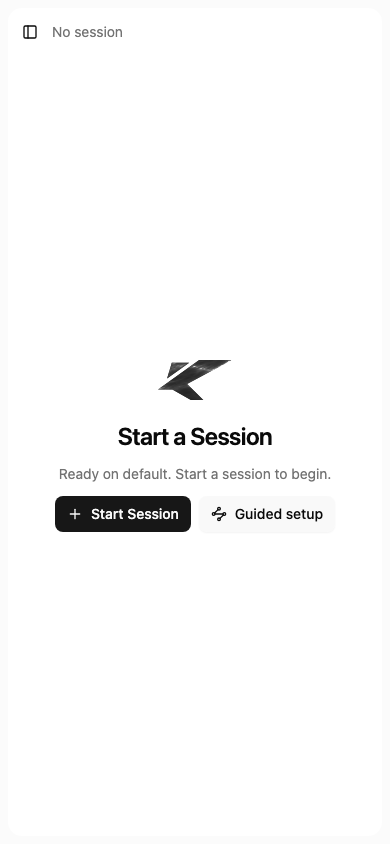 No session
Start a Session
Ready on default. Start a session to begin.
Start Session
Guided setup